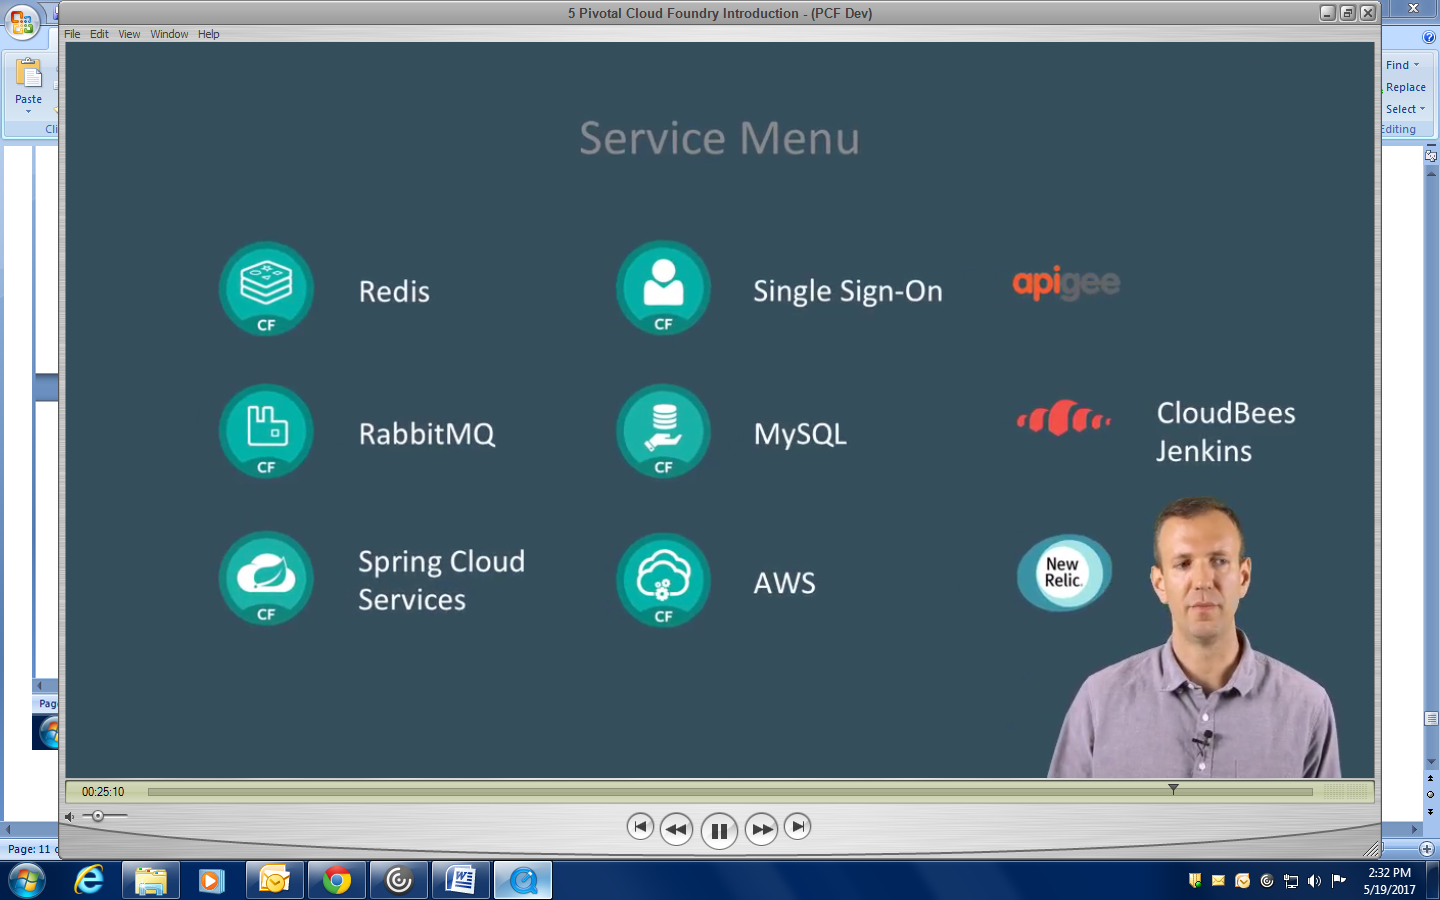 5 Pivotal Cloud Foundry Introduction - (PCF Dev)
File Edit View Window Help
Paste
Cli
Find
Replace
Select
Editing
Service Menu
Redis
CF
Single Sign-On
CF
apigee
RabbitMQ
CF
MySQL
CF
CloudBees
Jenkins
Spring Cloud
Services
CF
AWS
CF
New
Relic.
Pag
00:25:10
Page: 11
2:32 PM
5/19/2017